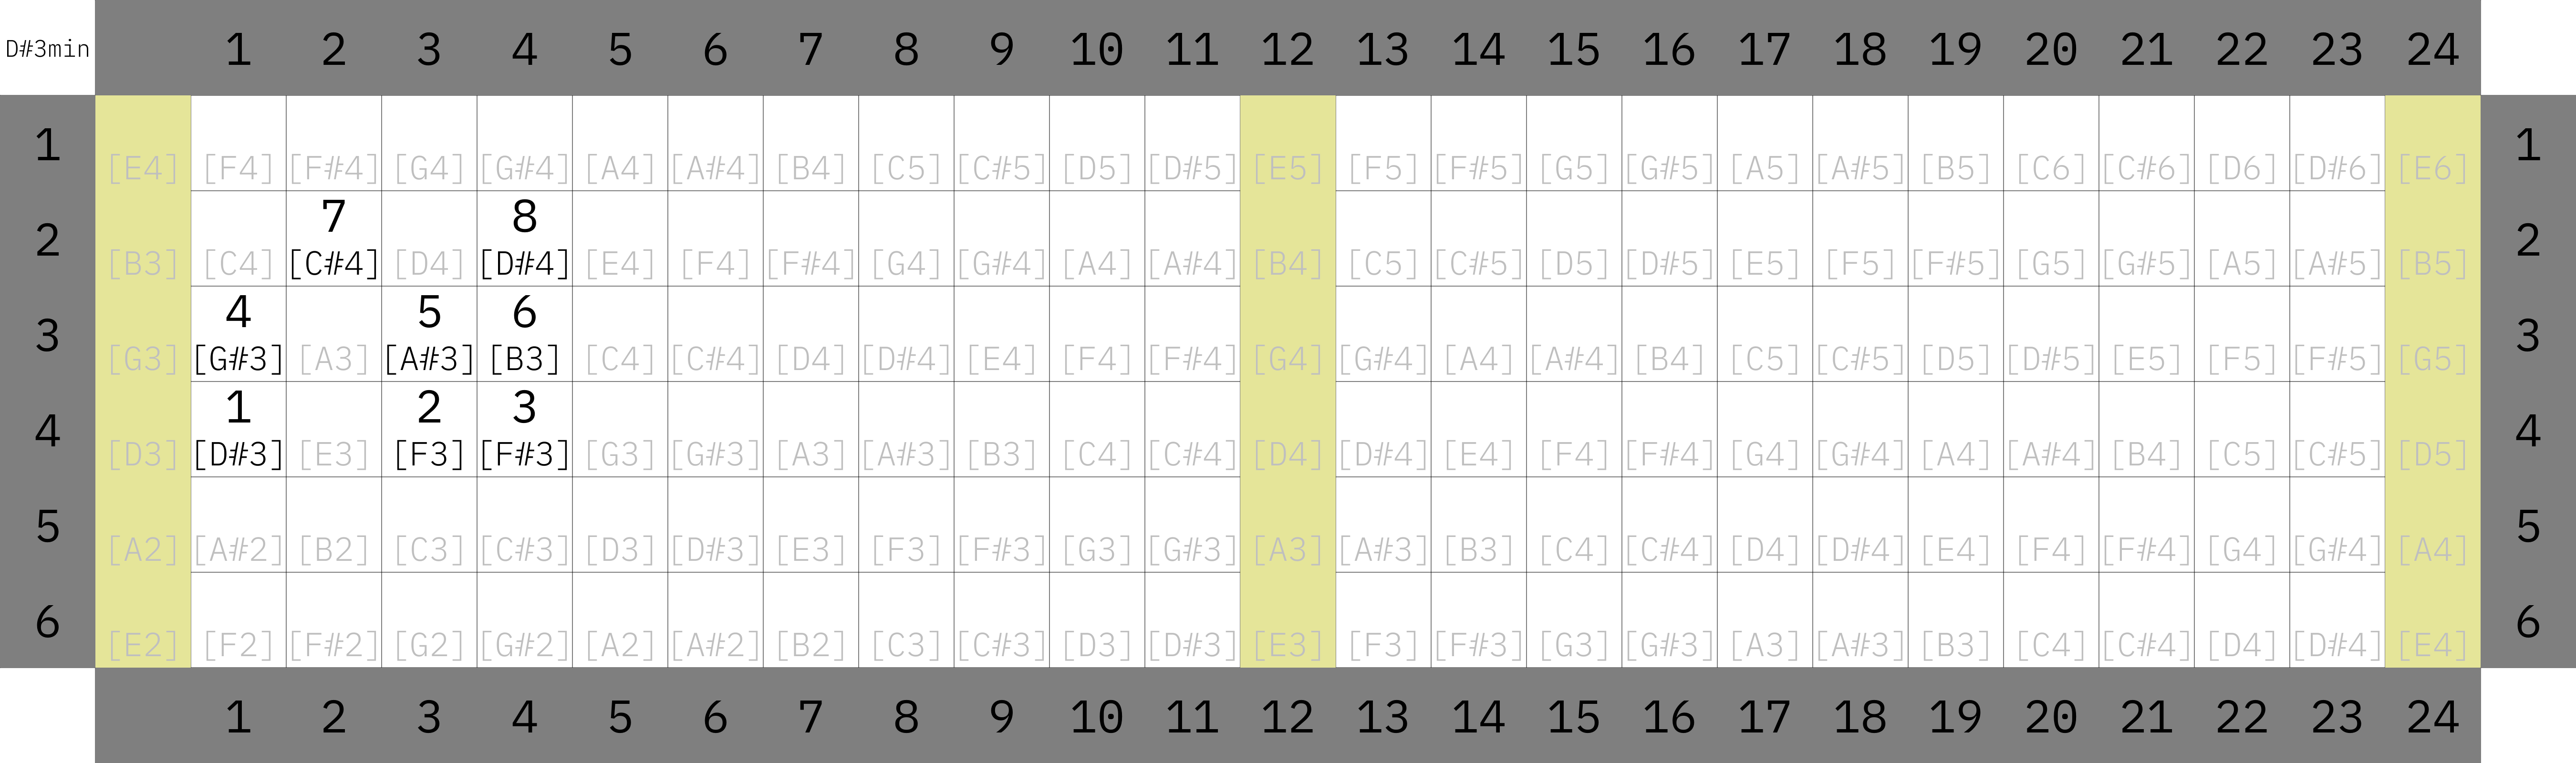 D#3min 1 2 3 4 5 6 7 8 9 10 11 12 13 14 15 16 17 18 19 20 21 22 23 24
1 [E4] [F4] [F#4] [G4] [G#4] [A4] [A#4] [B4] [C5] [C#5] [D5] [D#5] [E5] [F5] [F#5] [G5] [G#5] [A5] [A#5] [B5] [C6] [C#6] [D6] [D#6] [E6] 1
7 8
2 [B3] [C4] [C#4] [D4] [D#4] [E4] [F4] [F#4] [G4] [G#4] [A4] [A#4] [B4] [C5] [C#5] [D5] [D#5] [E5] [F5] [F#5] [G5] [G#5] [A5] [A#5] [B5] 2
4 5 6
3 [G3] [G#3] [A3] [A#3] [B3] [C4] [C#4] [D4] [D#4] [E4] [F4] [F#4] [G4] [G#4] [A4] [A#4] [B4] [C5] [C#5] [D5] [D#5] [E5] [F5] [F#5] [G5] 3
1 2 3
4 [D3] [D#3] [E3] [F3] [F#3] [G3] [G#3] [A3] [A#3] [B3] [C4] [C#4] [D4] [D#4] [E4] [F4] [F#4] [G4] [G#4] [A4] [A#4] [B4] [C5] [C#5] [D5] 4
5 [A2] [A#2] [B2] [C3] [C#3] [D3] [D#3] [E3] [F3] [F#3] [G3] [G#3] [A3] [A#3] [B3] [C4] [C#4] [D4] [D#4] [E4] [F4] [F#4] [G4] [G#4] [A4] 5
6 [E2] [F2] [F#2] [G2] [G#2] [A2] [A#2] [B2] [C3] [C#3] [D3] [D#3] [E3] [F3] [F#3] [G3] [G#3] [A3] [A#3] [B3] [C4] [C#4] [D4] [D#4] [E4] 6
1 2 3 4 5 6 7 8 9 10 11 12 13 14 15 16 17 18 19 20 21 22 23 24